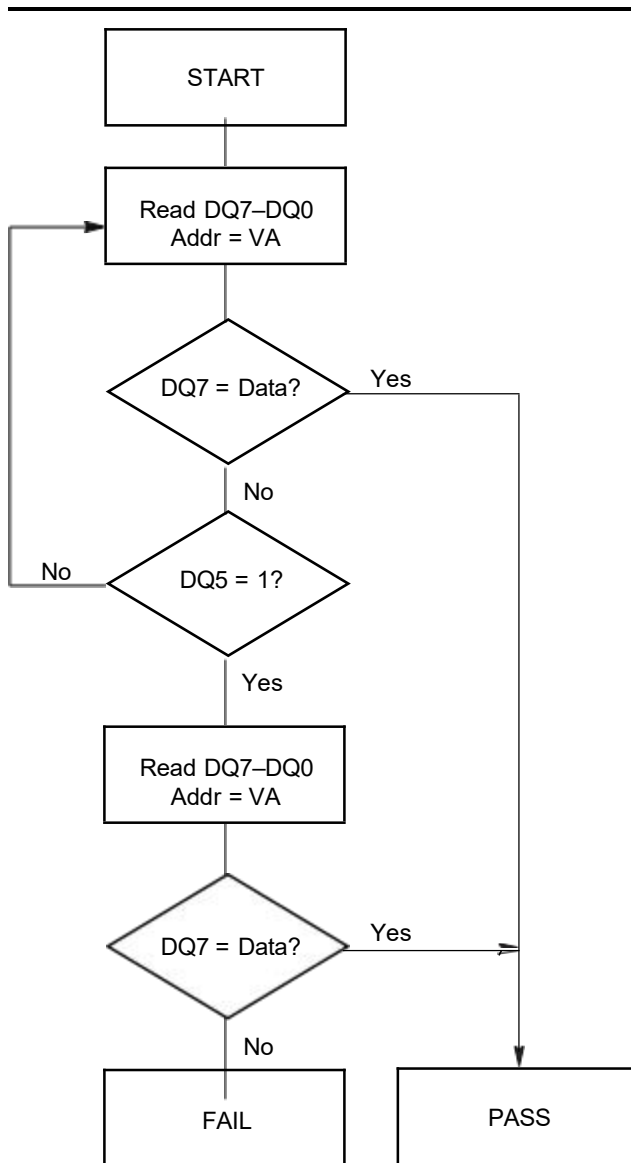 START
Read DQ7–DQ0
Addr = VA
DQ7 = Data?
Yes
No
No
DQ5 = 1?
Yes
Read DQ7–DQ0
Addr = VA
DQ7 = Data?
Yes
No
FAIL
PASS